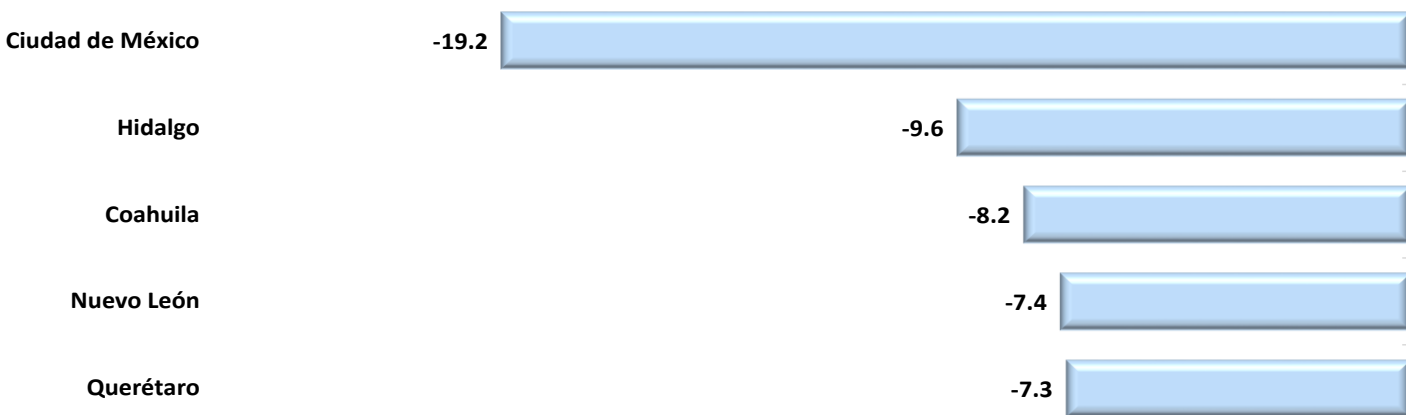 Ciudad de México -19.2
Hidalgo -9.6
Coahuila -8.2
Nuevo León -7.4
Querétaro -7.3